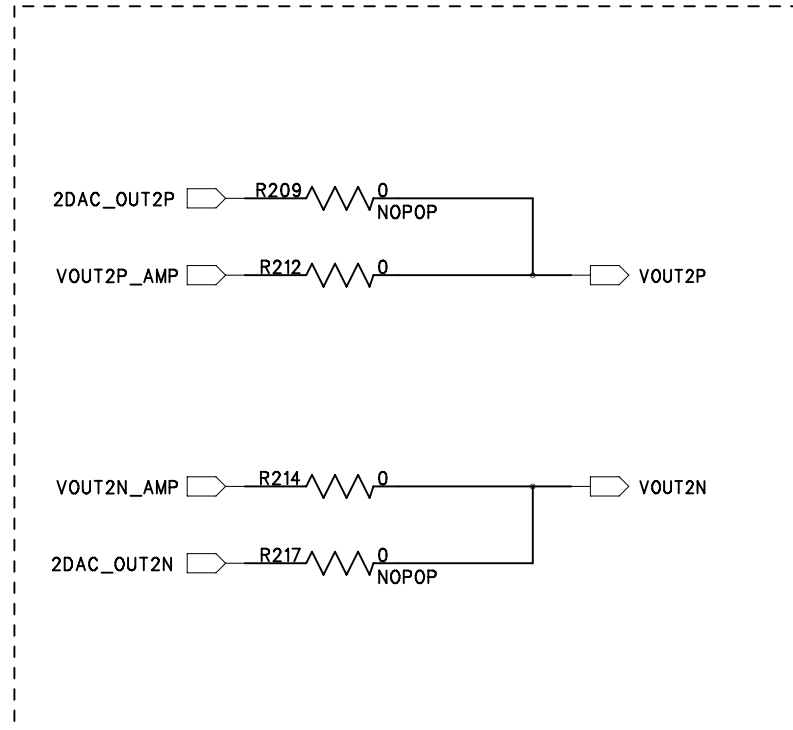 2DAC_OUT2P R209 0
NOPOP
VOUT2P_AMP R212 0 VOUT2P
VOUT2N_AMP R214 0 VOUT2N
2DAC_OUT2N R217 0
NOPOP